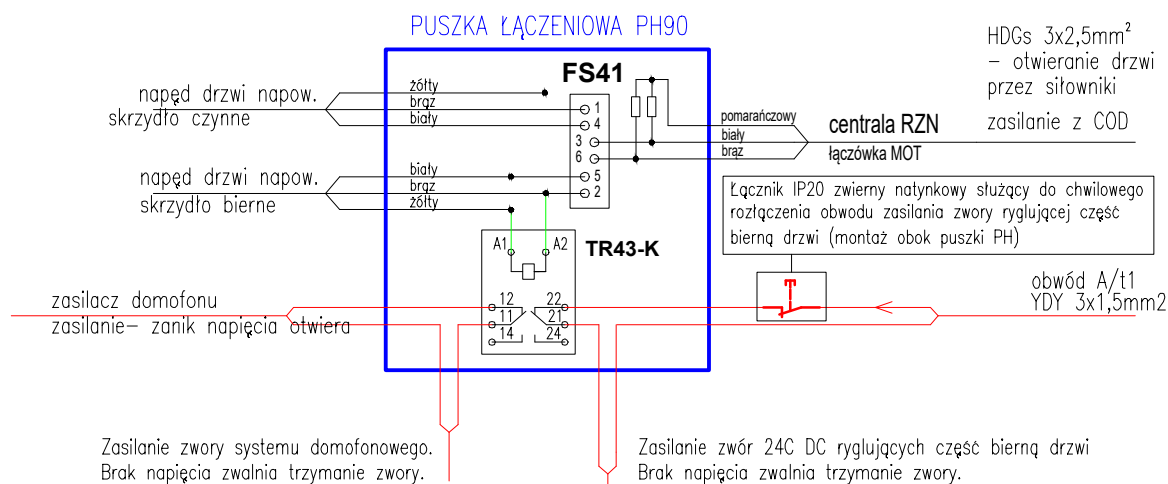 PUSZKA ŁĄCZENIOWA PH90
HDGs 3x2,5mm²
– otwieranie drzwi
przez siłowniki
zasilanie z COD
napęd drzwi napow.
skrzydło czynne
żółty
brąz
biały
FS41
1
4
3
6
5
2
pomarańczowy
biały
brąz
centrala RZN
łączówka MOT
napęd drzwi napow.
skrzydło bierne
biały
brąz
żółty
Łącznik IP20 zwierny natynkowy służący do chwilowego
rozłączenia obwodu zasilania zwory ryglującej część
bierną drzwi (montaż obok puszki PH)
A1
A2
TR43-K
12
11
14
22
21
24
zasilacz domofonu
zasilanie– zanik napięcia otwiera
obwód A/t1
YDY 3x1,5mm2
Zasilanie zwory systemu domofonowego.
Brak napięcia zwalnia trzymanie zwory.
Zasilanie zwór 24C DC ryglujących część bierną drzwi
Brak napięcia zwalnia trzymanie zwory.